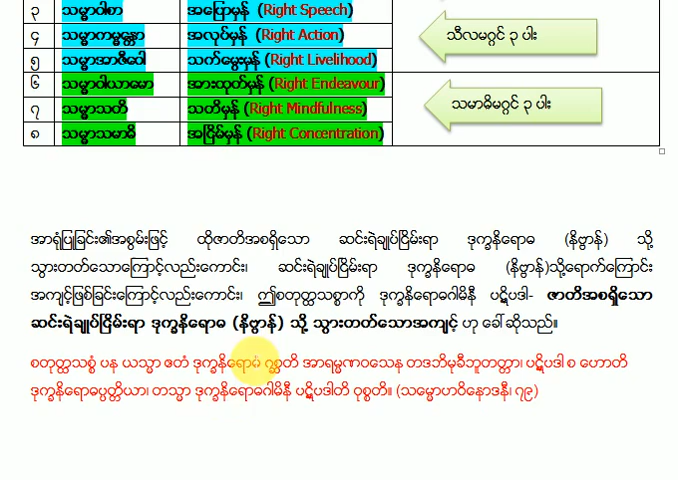 ၃ သမ္မာဝါစာ အပြောမှန် (Right Speech)
၄ သမ္မာကမ္မန္တော အလုပ်မှန် (Right Action) သီလမဂ္ဂင် ၃ ပါး
၅ သမ္မာအာဇီဝေါ အသက်မွေးမှန် (Right Livelihood)
၆ သမ္မာဝါယာမော အားထုတ်မှန် (Right Endeavour)
၇ သမ္မာသတိ သတိမှန် (Right Mindfulness) သမာဓိမဂ္ဂင် ၃ ပါး
၈ သမ္မာသမာဓိ အငြိမ်မှန် (Right Concentration)
အာရုံပြုခြင်း၏အစွမ်းဖြင့် ထိုဇာတိအစရှိသော ဆင်းရဲချုပ်ငြိမ်းရာ ဒုက္ခနိရောဓ (နိဗ္ဗာန်) သို့
သွားတတ်သောကြောင့်လည်းကောင်း၊ ဆင်းရဲချုပ်ငြိမ်းရာ ဒုက္ခနိရောဓ (နိဗ္ဗာန်)သို့ရောက်ကြောင်း
အကျင့်ဖြစ်ခြင်းကြောင့်လည်းကောင်း၊ ဤစတုတ္ထသစ္စာကို ဒုက္ခနိရောဓဂါမိနီ ပဋိပဒါ- ဇာတိအစရှိသော
ဆင်းရဲချုပ်ငြိမ်းရာ ဒုက္ခနိရောဓ (နိဗ္ဗာန်) သို့ သွားတတ်သောအကျင့် ဟု ခေါ်ဆိုသည်။
စတုတ္ထသစ္စံ ပန ယသ္မာ ဧတံ ဒုက္ခနိရောဓံ ဂစ္ဆတိ အာရမ္မဏဝသေန တဒဘိမုခီဘူတတ္တာ၊ ပဋိပဒါ စ ဟောတိ
ဒုက္ခနိရောဓပ္ပတ္တိယာ၊ တသ္မာ ဒုက္ခနိရောဓဂါမိနီ ပဋိပဒါတိ ဝုစ္စတိ။ (သမ္မောဟဝိနောဒနီ၊ ၇၉)